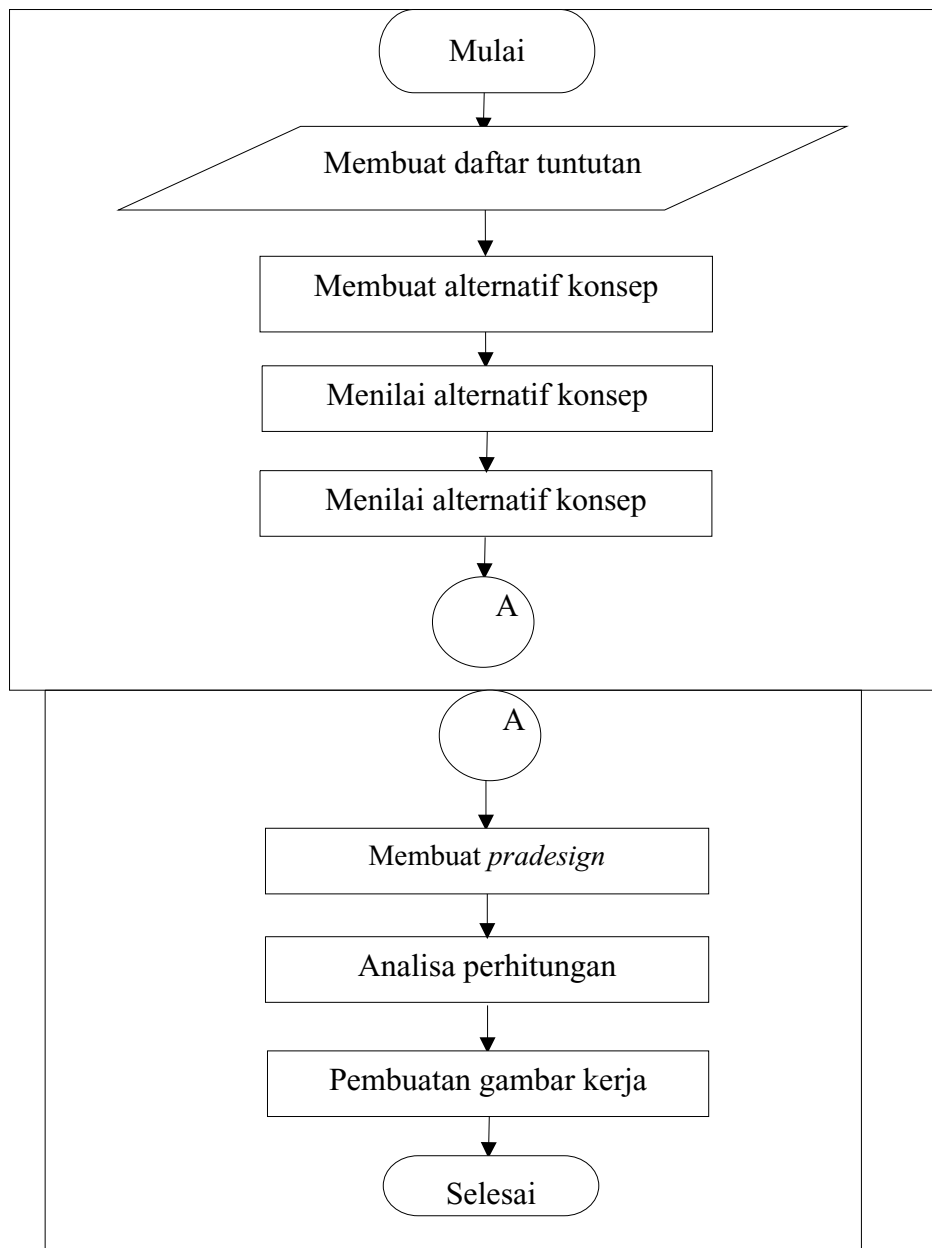 Mulai
Membuat daftar tuntutan
Membuat alternatif konsep
Menilai alternatif konsep
Menilai alternatif konsep
A
A
Membuat pradesign
Analisa perhitungan
Pembuatan gambar kerja
Selesai